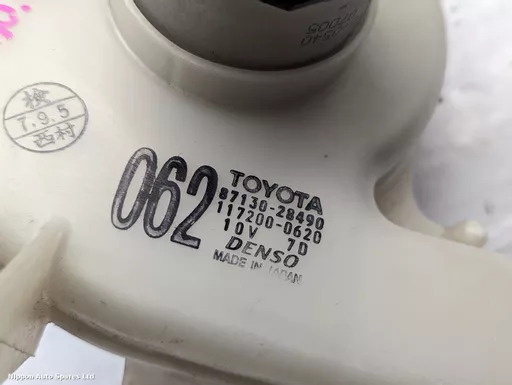 検
7.9.5
西村
062
TOYOTA
87130-28490
117200-0620
10V 7D
DENSO
MADE IN JAPAN
Nippon Auto Spares Ltd